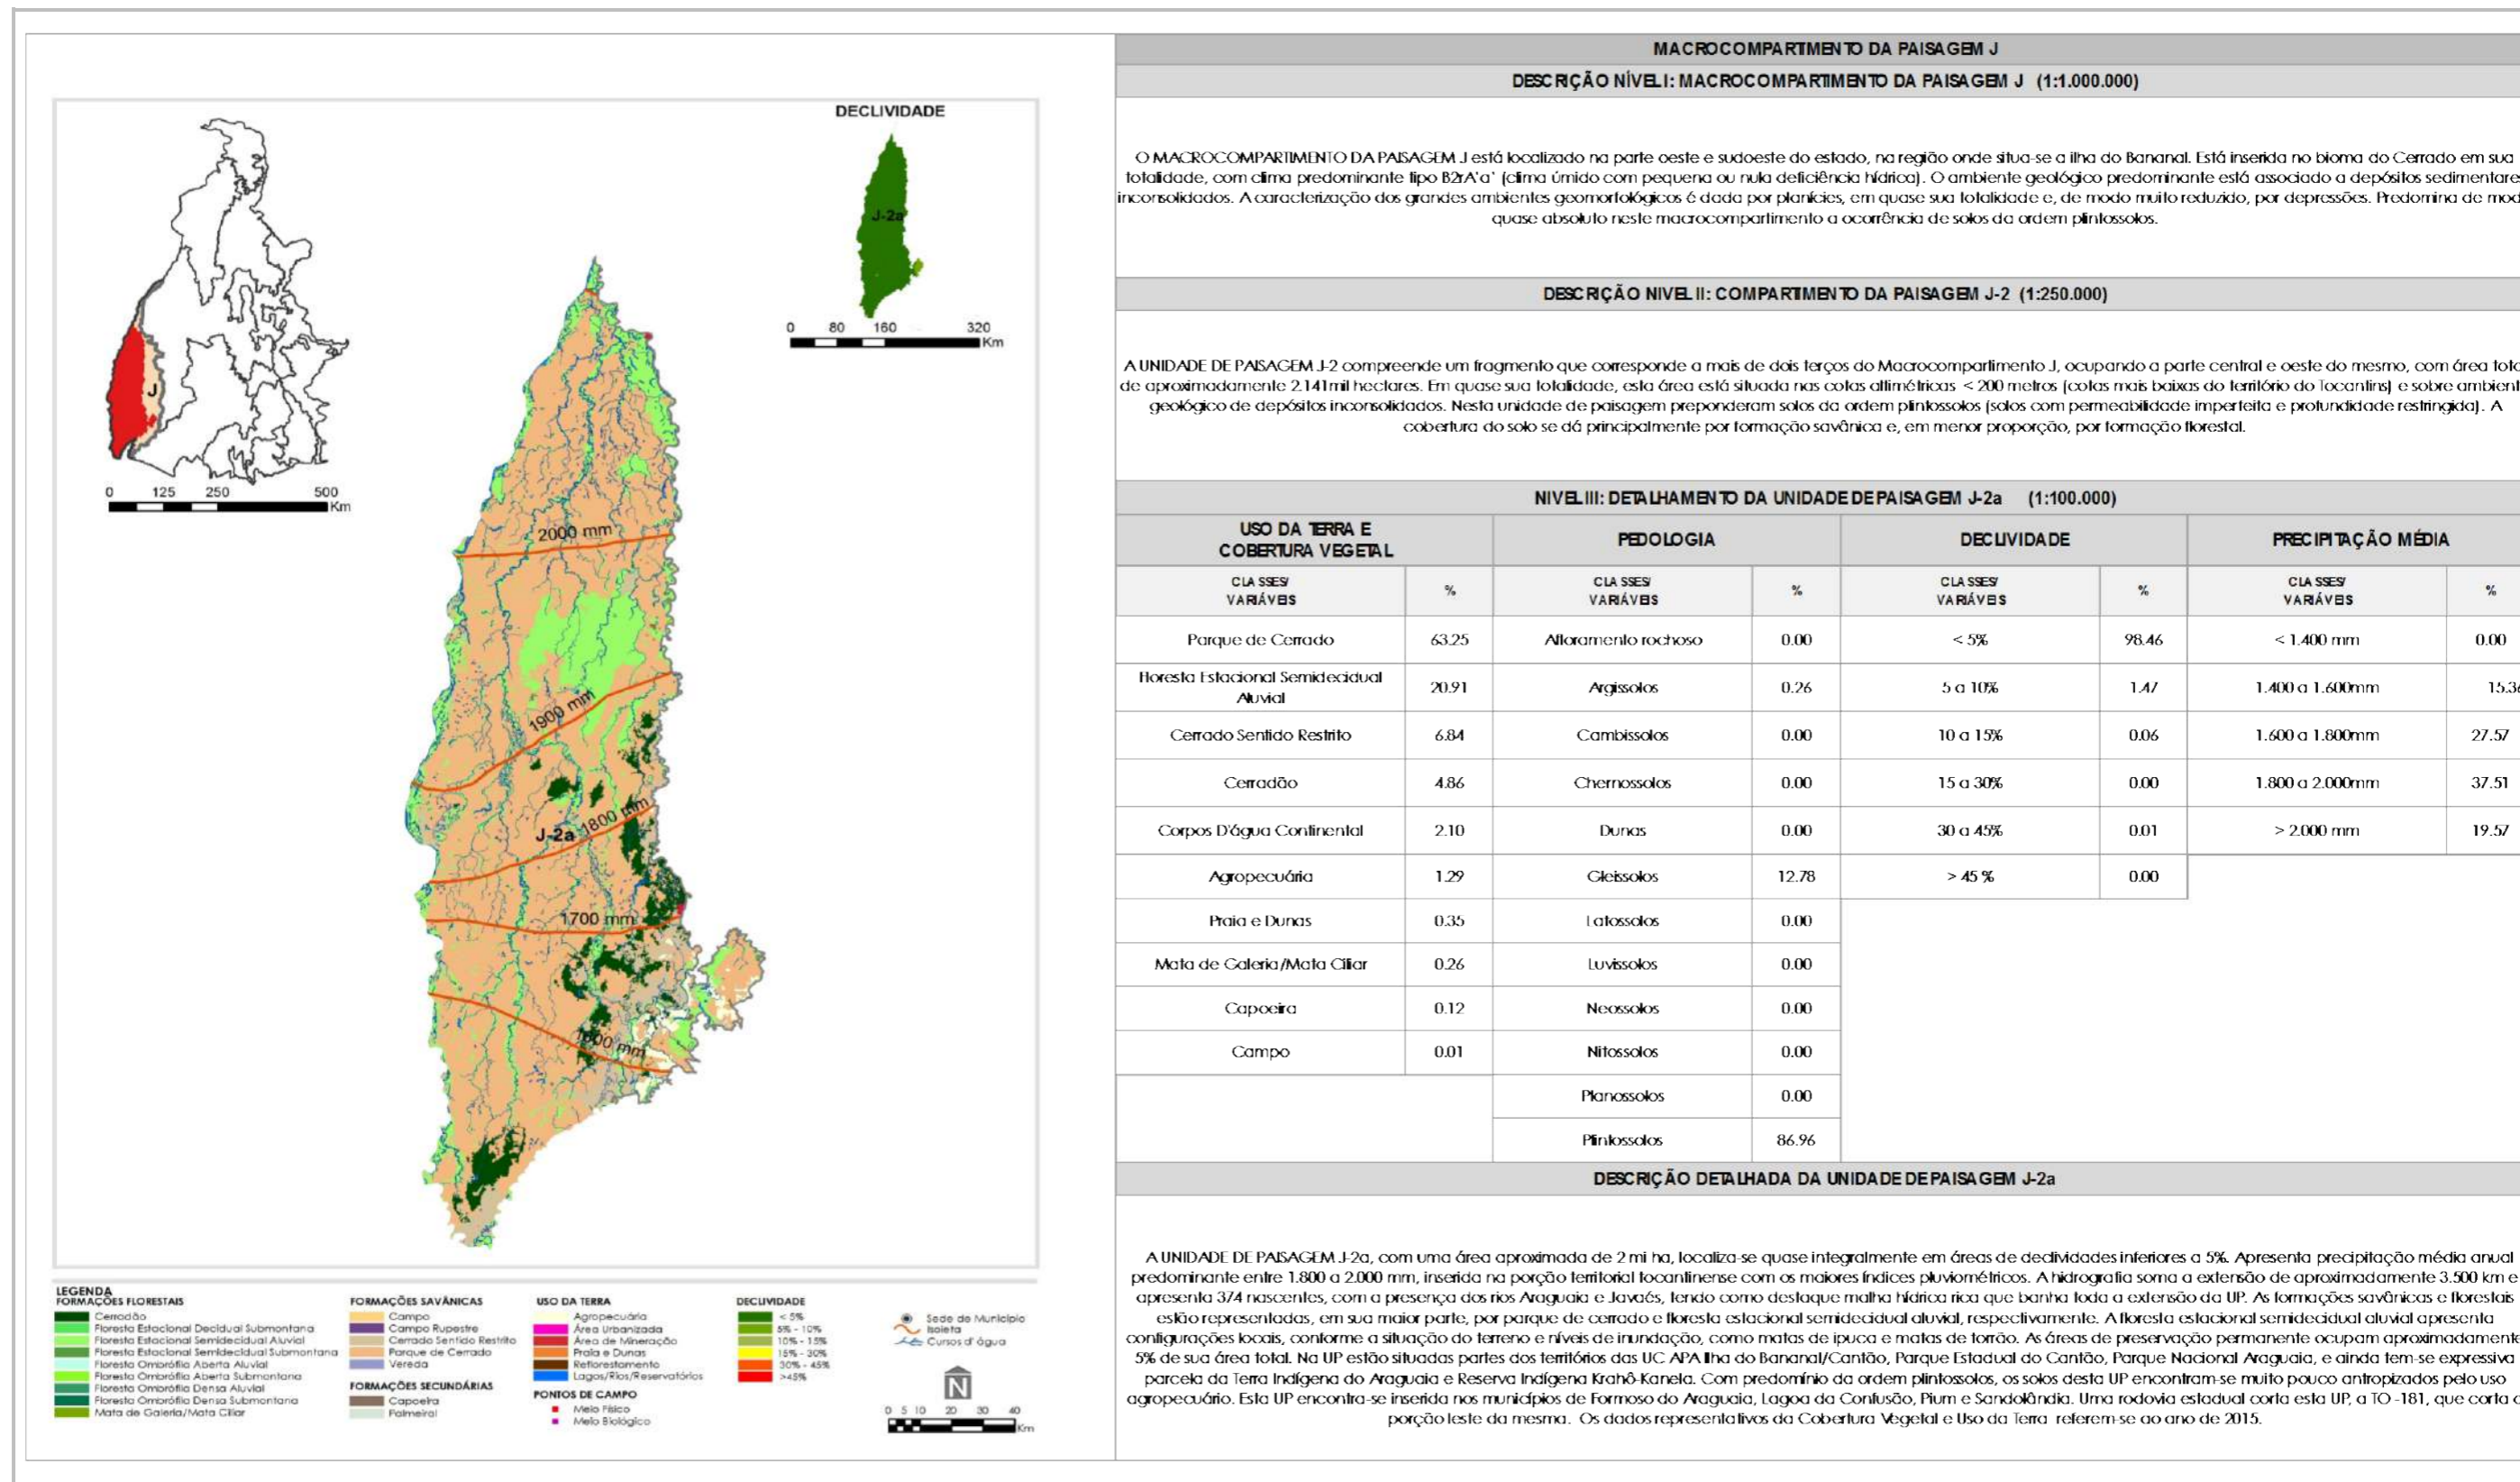 DECLIVIDADE
0 80 160 320
Km
J-2a
J
0 125 250 500
Km
2000 mm
1900 mm
1800 mm
J-2a
1700 mm
1600 mm
LEGENDA
FORMAÇÕES FLORESTAIS
Cerradão
Floresta Estacional Decidual Submontana
Floresta Estacional Semidecidual Aluvial
Floresta Estacional Semidecidual Submontana
Floresta Ombrófila Aberta Aluvial
Floresta Ombrófila Aberta Submontana
Floresta Ombrófila Densa Aluvial
Floresta Ombrófila Densa Submontana
Mata de Galeria/Mata Ciliar
FORMAÇÕES SAVÂNICAS
Campo
Campo Rupestre
Cerrado Sentido Restrito
Parque de Cerrado
Vereda
FORMAÇÕES SECUNDÁRIAS
Capoeira
Palmeiral
USO DA TERRA
Agropecuária
Área Urbanizada
Área de Mineração
Praia e Dunas
Reflorestamento
Lagos/Rios/Reservatórios
PONTOS DE CAMPO
Meio Físico
Meio Biológico
DECLIVIDADE
< 5%
5% - 10%
10% - 15%
15% - 30%
30% - 45%
>45%
Sede de Município
Isoieta
Cursos d' água
N
0 5 10 20 30 40
Km
MACROCOMPARTIMENTO DA PAISAGEM J
DESCRIÇÃO NÍVEL I: MACROCOMPARTIMENTO DA PAISAGEM J (1:1.000.000)
O MACROCOMPARTIMENTO DA PAISAGEM J está localizado na parte oeste e sudoeste do estado, na região onde situa-se a ilha do Bananal. Está inserida no bioma do Cerrado em sua
totalidade, com clima predominante tipo B2rA'a' (clima úmido com pequena ou nula deficiência hídrica). O ambiente geológico predominante está associado a depósitos sedimentares
inconsolidados. A caracterização dos grandes ambientes geomorfológicos é dada por planícies, em quase sua totalidade e, de modo muito reduzido, por depressões. Predomina de mod
quase absoluto neste macrocompartimento a ocorrência de solos da ordem plintossolos.
DESCRIÇÃO NIVEL II: COMPARTIMENTO DA PAISAGEM J-2 (1:250.000)
A UNIDADE DE PAISAGEM J-2 compreende um fragmento que corresponde a mais de dois terços do Macrocompartimento J, ocupando a parte central e oeste do mesmo, com área tota
de aproximadamente 2.141 mil hectares. Em quase sua totalidade, esta área está situada nas cotas altimétricas < 200 metros (cotas mais baixas do território do Tocantins) e sobre ambient
geológico de depósitos inconsolidados. Nesta unidade de paisagem preponderam solos da ordem plintossolos (solos com permeabilidade imperfeita e profundidade restringida). A
cobertura do solo se dá principalmente por formação savânica e, em menor proporção, por formação florestal.
NIVEL III: DETALHAMENTO DA UNIDADE DE PAISAGEM J-2a (1:100.000)
USO DA TERRA E
COBERTURA VEGETAL
PEDOLOGIA
DECLIVIDADE
PRECIPITAÇÃO MÉDIA
CLASSES/
VARIÁVEIS
%
CLASSES/
VARIÁVEIS
%
CLASSES/
VARIÁVEIS
%
CLASSES/
VARIÁVEIS
%
Parque de Cerrado 63.25 Afloramento rochoso 0.00 < 5% 98.46 < 1.400 mm 0.00
Floresta Estacional Semidecidual
Aluvial
20.91 Argissolos 0.26 5 a 10% 1.47 1.400 a 1.600mm 15.36
Cerrado Sentido Restrito 6.84 Cambissolos 0.00 10 a 15% 0.06 1.600 a 1.800mm 27.57
Cerradão 4.86 Chernossolos 0.00 15 a 30% 0.00 1.800 a 2.000mm 37.51
Corpos D'água Continental 2.10 Dunas 0.00 30 a 45% 0.01 > 2.000 mm 19.57
Agropecuária 1.29 Gleissolos 12.78 > 45 % 0.00
Praia e Dunas 0.35 Latossolos 0.00
Mata de Galeria/Mata Ciliar 0.26 Luvissolos 0.00
Capoeira 0.12 Neossolos 0.00
Campo 0.01 Nitossolos 0.00
Planossolos 0.00
Plintossolos 86.96
DESCRIÇÃO DETALHADA DA UNIDADE DE PAISAGEM J-2a
A UNIDADE DE PAISAGEM J-2a, com uma área aproximada de 2 mi ha, localiza-se quase integralmente em áreas de declividades inferiores a 5%. Apresenta precipitação média anual
predominante entre 1.800 a 2.000 mm, inserida na porção territorial tocantinense com os maiores índices pluviométricos. A hidrografia soma a extensão de aproximadamente 3.500 km e
apresenta 374 nascentes, com a presença dos rios Araguaia e Javaés, tendo como destaque malha hídrica rica que banha toda a extensão da UP. As formações savânicas e florestais
estão representadas, em sua maior parte, por parque de cerrado e floresta estacional semidecidual aluvial, respectivamente. A floresta estacional semidecidual aluvial apresenta
configurações locais, conforme a situação do terreno e níveis de inundação, como matas de ipuca e matas de torrão. As áreas de preservação permanente ocupam aproximadamente
5% de sua área total. Na UP estão situadas partes dos territórios das UC APA Ilha do Bananal/Cantão, Parque Estadual do Cantão, Parque Nacional Araguaia, e ainda tem-se expressiva
parcela da Terra Indígena do Araguaia e Reserva Indígena Krahô-Kanela. Com predomínio da ordem plintossolos, os solos desta UP encontram-se muito pouco antropizados pelo uso
agropecuário. Esta UP encontra-se inserida nos municípios de Formoso do Araguaia, Lagoa da Confusão, Pium e Sandolândia. Uma rodovia estadual corta esta UP, a TO -181, que corta a
porção leste da mesma. Os dados representativos da Cobertura Vegetal e Uso da Terra referem-se ao ano de 2015.